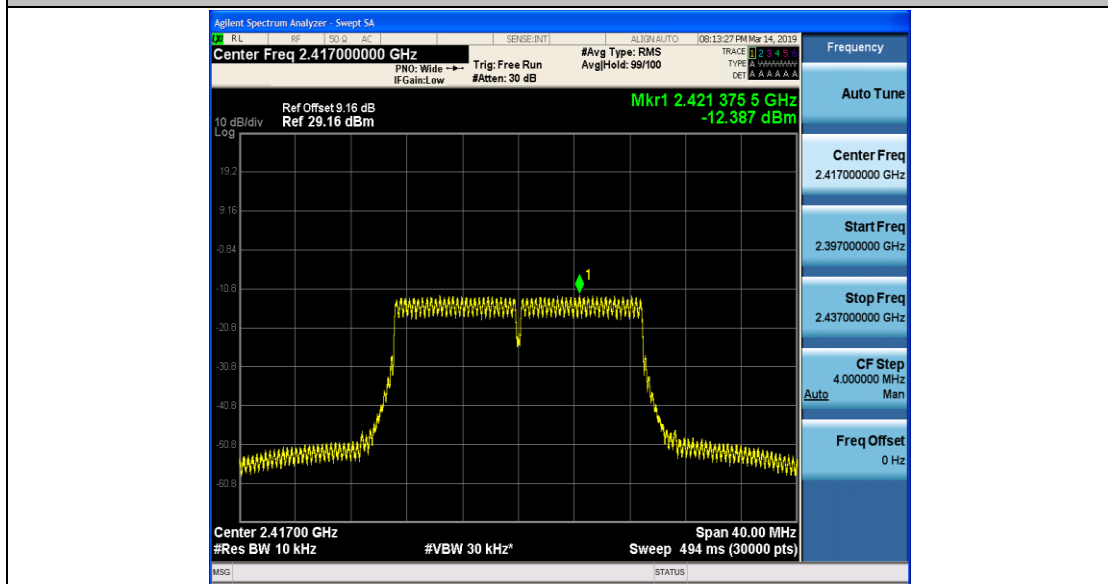 Agilent Spectrum Analyzer - Swept SA
RL RF 50 Ω AC SENSE:INT ALIGN AUTO 08:13:27 PM Mar 14, 2019
Center Freq 2.417000000 GHz
PNO: Wide
IFGain:Low
Trig: Free Run
#Atten: 30 dB
#Avg Type: RMS
Avg|Hold: 99/100
TRACE 1 2 3 4 5 6
TYPE A WWWWW
DET A A A A A A
Ref Offset 9.16 dB
Ref 29.16 dBm
10 dB/div
Log
Mkr1 2.421 375 5 GHz
-12.387 dBm
19.2
9.16
-0.84
-10.8
-20.8
-30.8
-40.8
-50.8
-60.8
1
Center 2.41700 GHz
Span 40.00 MHz
#Res BW 10 kHz
#VBW 30 kHz*
Sweep 494 ms (30000 pts)
MSG
STATUS
Frequency
Auto Tune
Center Freq
2.417000000 GHz
Start Freq
2.397000000 GHz
Stop Freq
2.437000000 GHz
CF Step
4.000000 MHz
Auto Man
Freq Offset
0 Hz